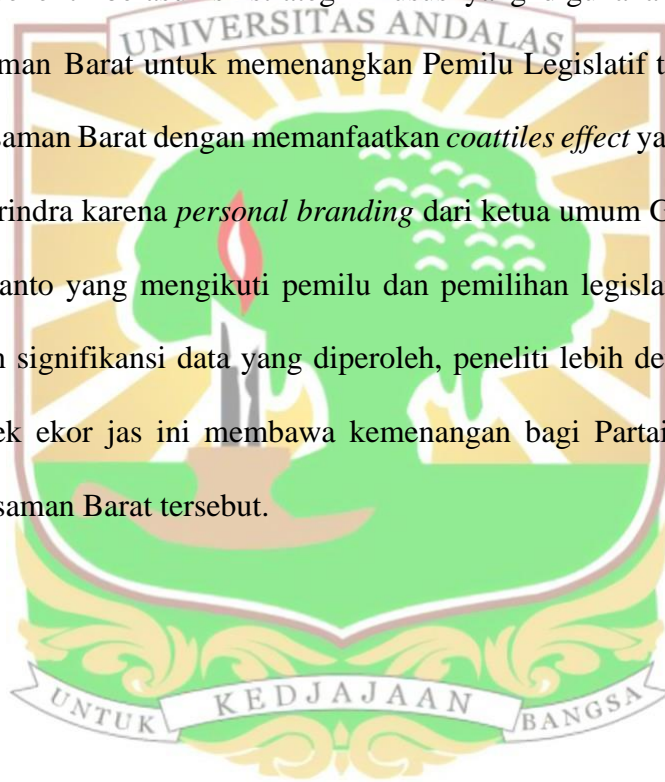 strategi
UNIVERSITAS ANDALAS
man Barat untuk memenangkan Pemilu Legislatif t
saman Barat dengan memanfaatkan coattiles effect ya
rindra karena personal branding dari ketua umum G
anto yang mengikuti pemilu dan pemilihan legisla
signifikansi data yang diperoleh, peneliti lebih de
ek ekor jas ini membawa kemenangan bagi Partai
saman Barat tersebut.
UNTUK KEDJAJAAN BANGSA